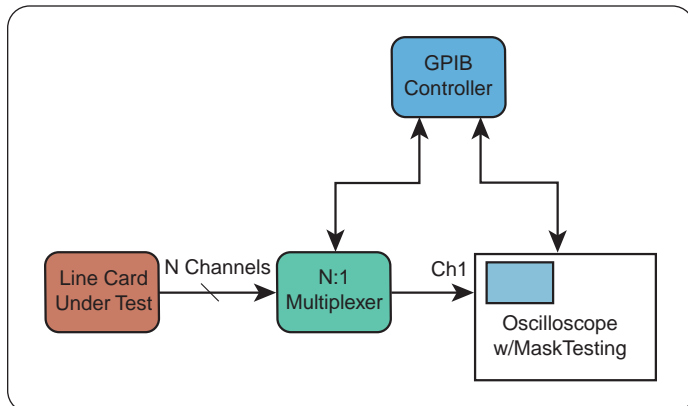 GPIB
Controller
Line Card
Under Test
N Channels
N:1
Multiplexer
Ch1
Oscilloscope
w/MaskTesting